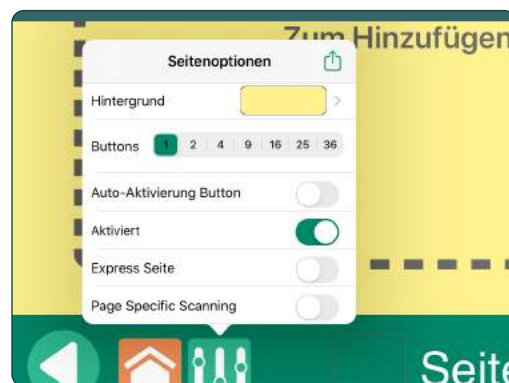 Zum Hinzufügen
Seitenoptionen
Hintergrund
Buttons 1 2 4 9 16 25 36
Auto-Aktivierung Button
Aktiviert
Express Seite
Page Specific Scanning
Seite